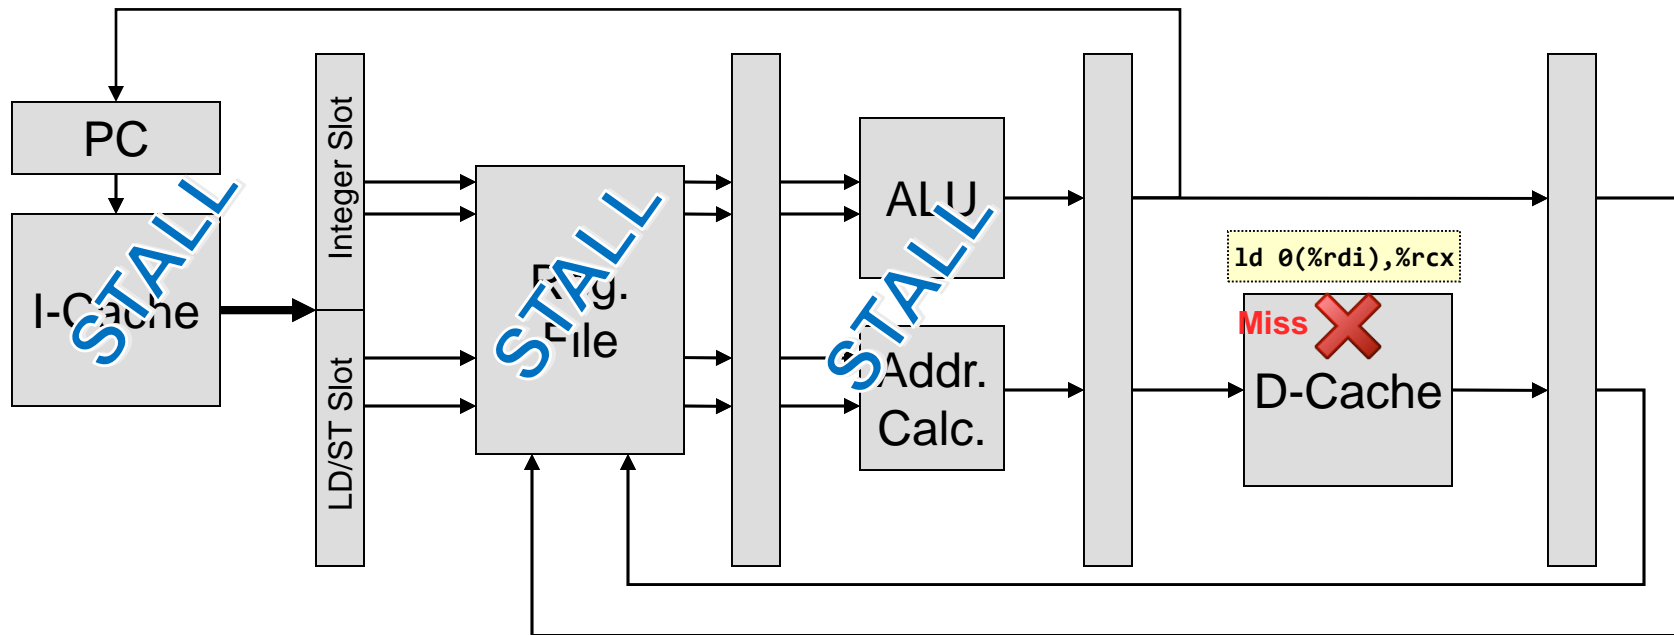 PC
I-Cache
STALL
Integer Slot
LD/ST Slot
Reg.
File
STALL
ALU
STALL
Addr.
Calc.
ld 0(%rdi),%rcx
Miss
D-Cache